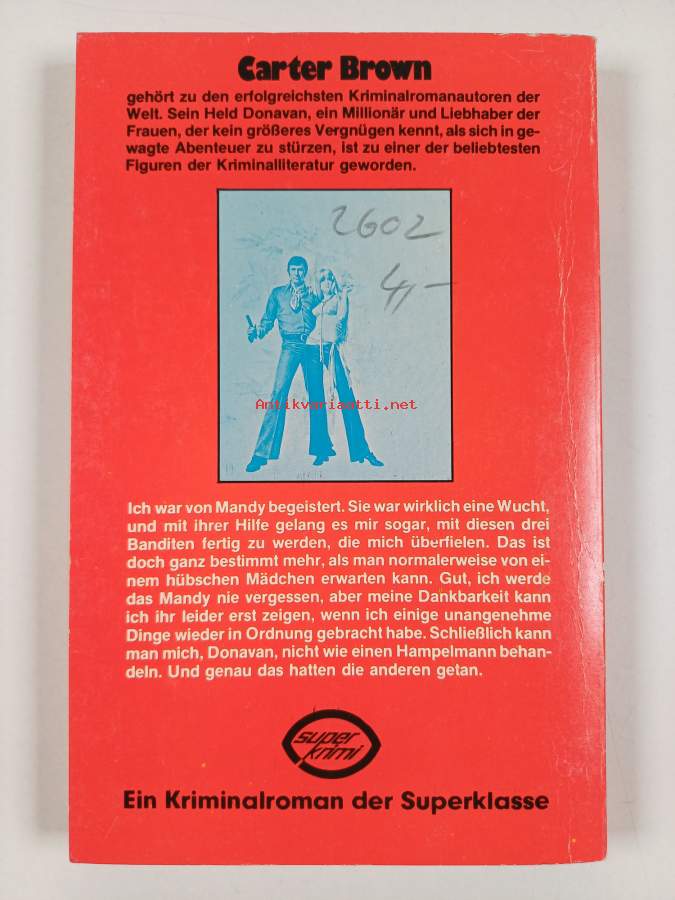 Carter Brown
gehört zu den erfolgreichsten Kriminalromanautoren der
Welt. Sein Held Donavan, ein Millionär und Liebhaber der
Frauen, der kein größeres Vergnügen kennt, als sich in ge-
wagte Abenteuer zu stürzen, ist zu einer der beliebtesten
Figuren der Kriminalliteratur geworden.
2602
4,-
Antikvariaatti.net
Ich war von Mandy begeistert. Sie war wirklich eine Wucht,
und mit ihrer Hilfe gelang es mir sogar, mit diesen drei
Banditen fertig zu werden, die mich überfielen. Das ist
doch ganz bestimmt mehr, als man normalerweise von ei-
nem hübschen Mädchen erwarten kann. Gut, ich werde
das Mandy nie vergessen, aber meine Dankbarkeit kann
ich ihr leider erst zeigen, wenn ich einige unangenehme
Dinge wieder in Ordnung gebracht habe. Schließlich kann
man mich, Donavan, nicht wie einen Hampelmann behan-
deln. Und genau das hatten die anderen getan.
super
krimi
Ein Kriminalroman der Superklasse